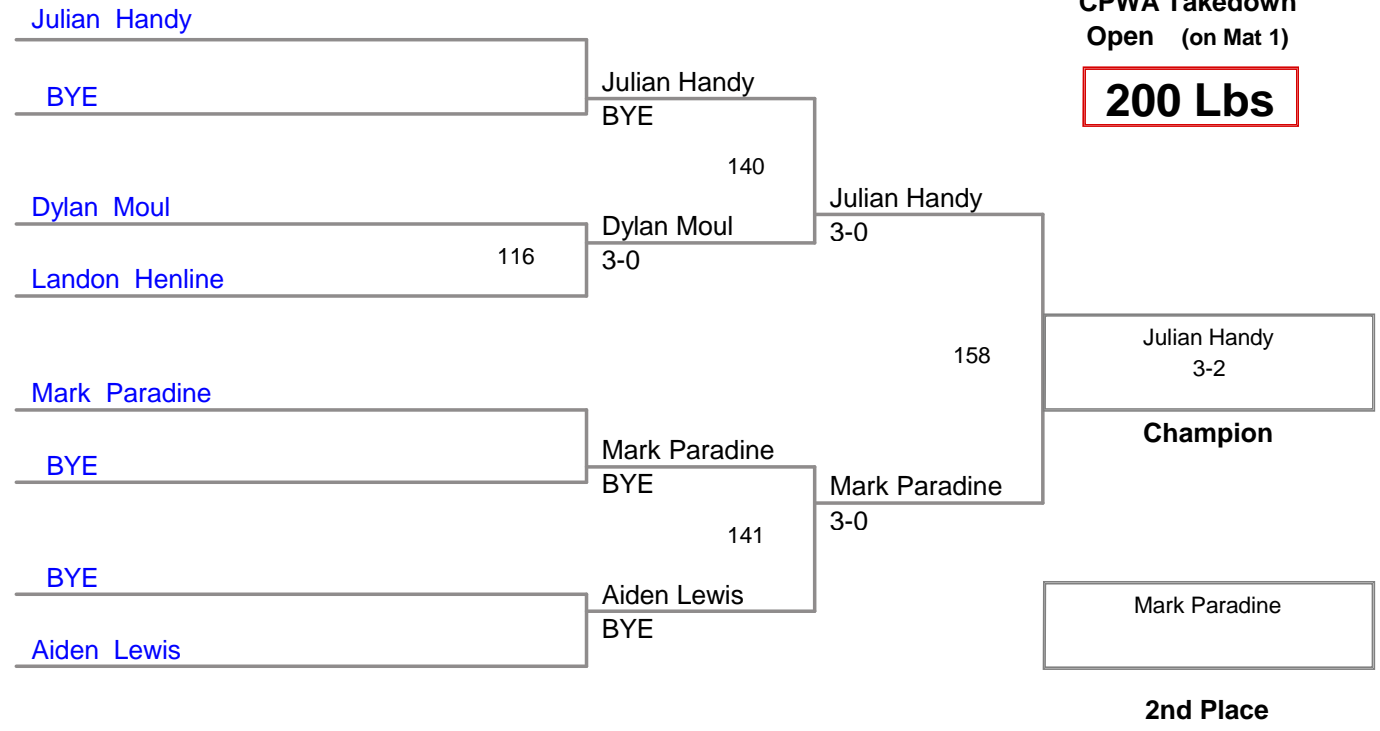 CPWA Takedown
Open (on Mat 1)
200 Lbs
Julian Handy
BYE
Dylan Moul
Landon Henline
Mark Paradine
BYE
BYE
Aiden Lewis
116
Julian Handy
BYE
Dylan Moul
3-0
Mark Paradine
BYE
Aiden Lewis
BYE
140
141
Julian Handy
3-0
Mark Paradine
3-0
158
Julian Handy
3-2
Champion
Mark Paradine
2nd Place